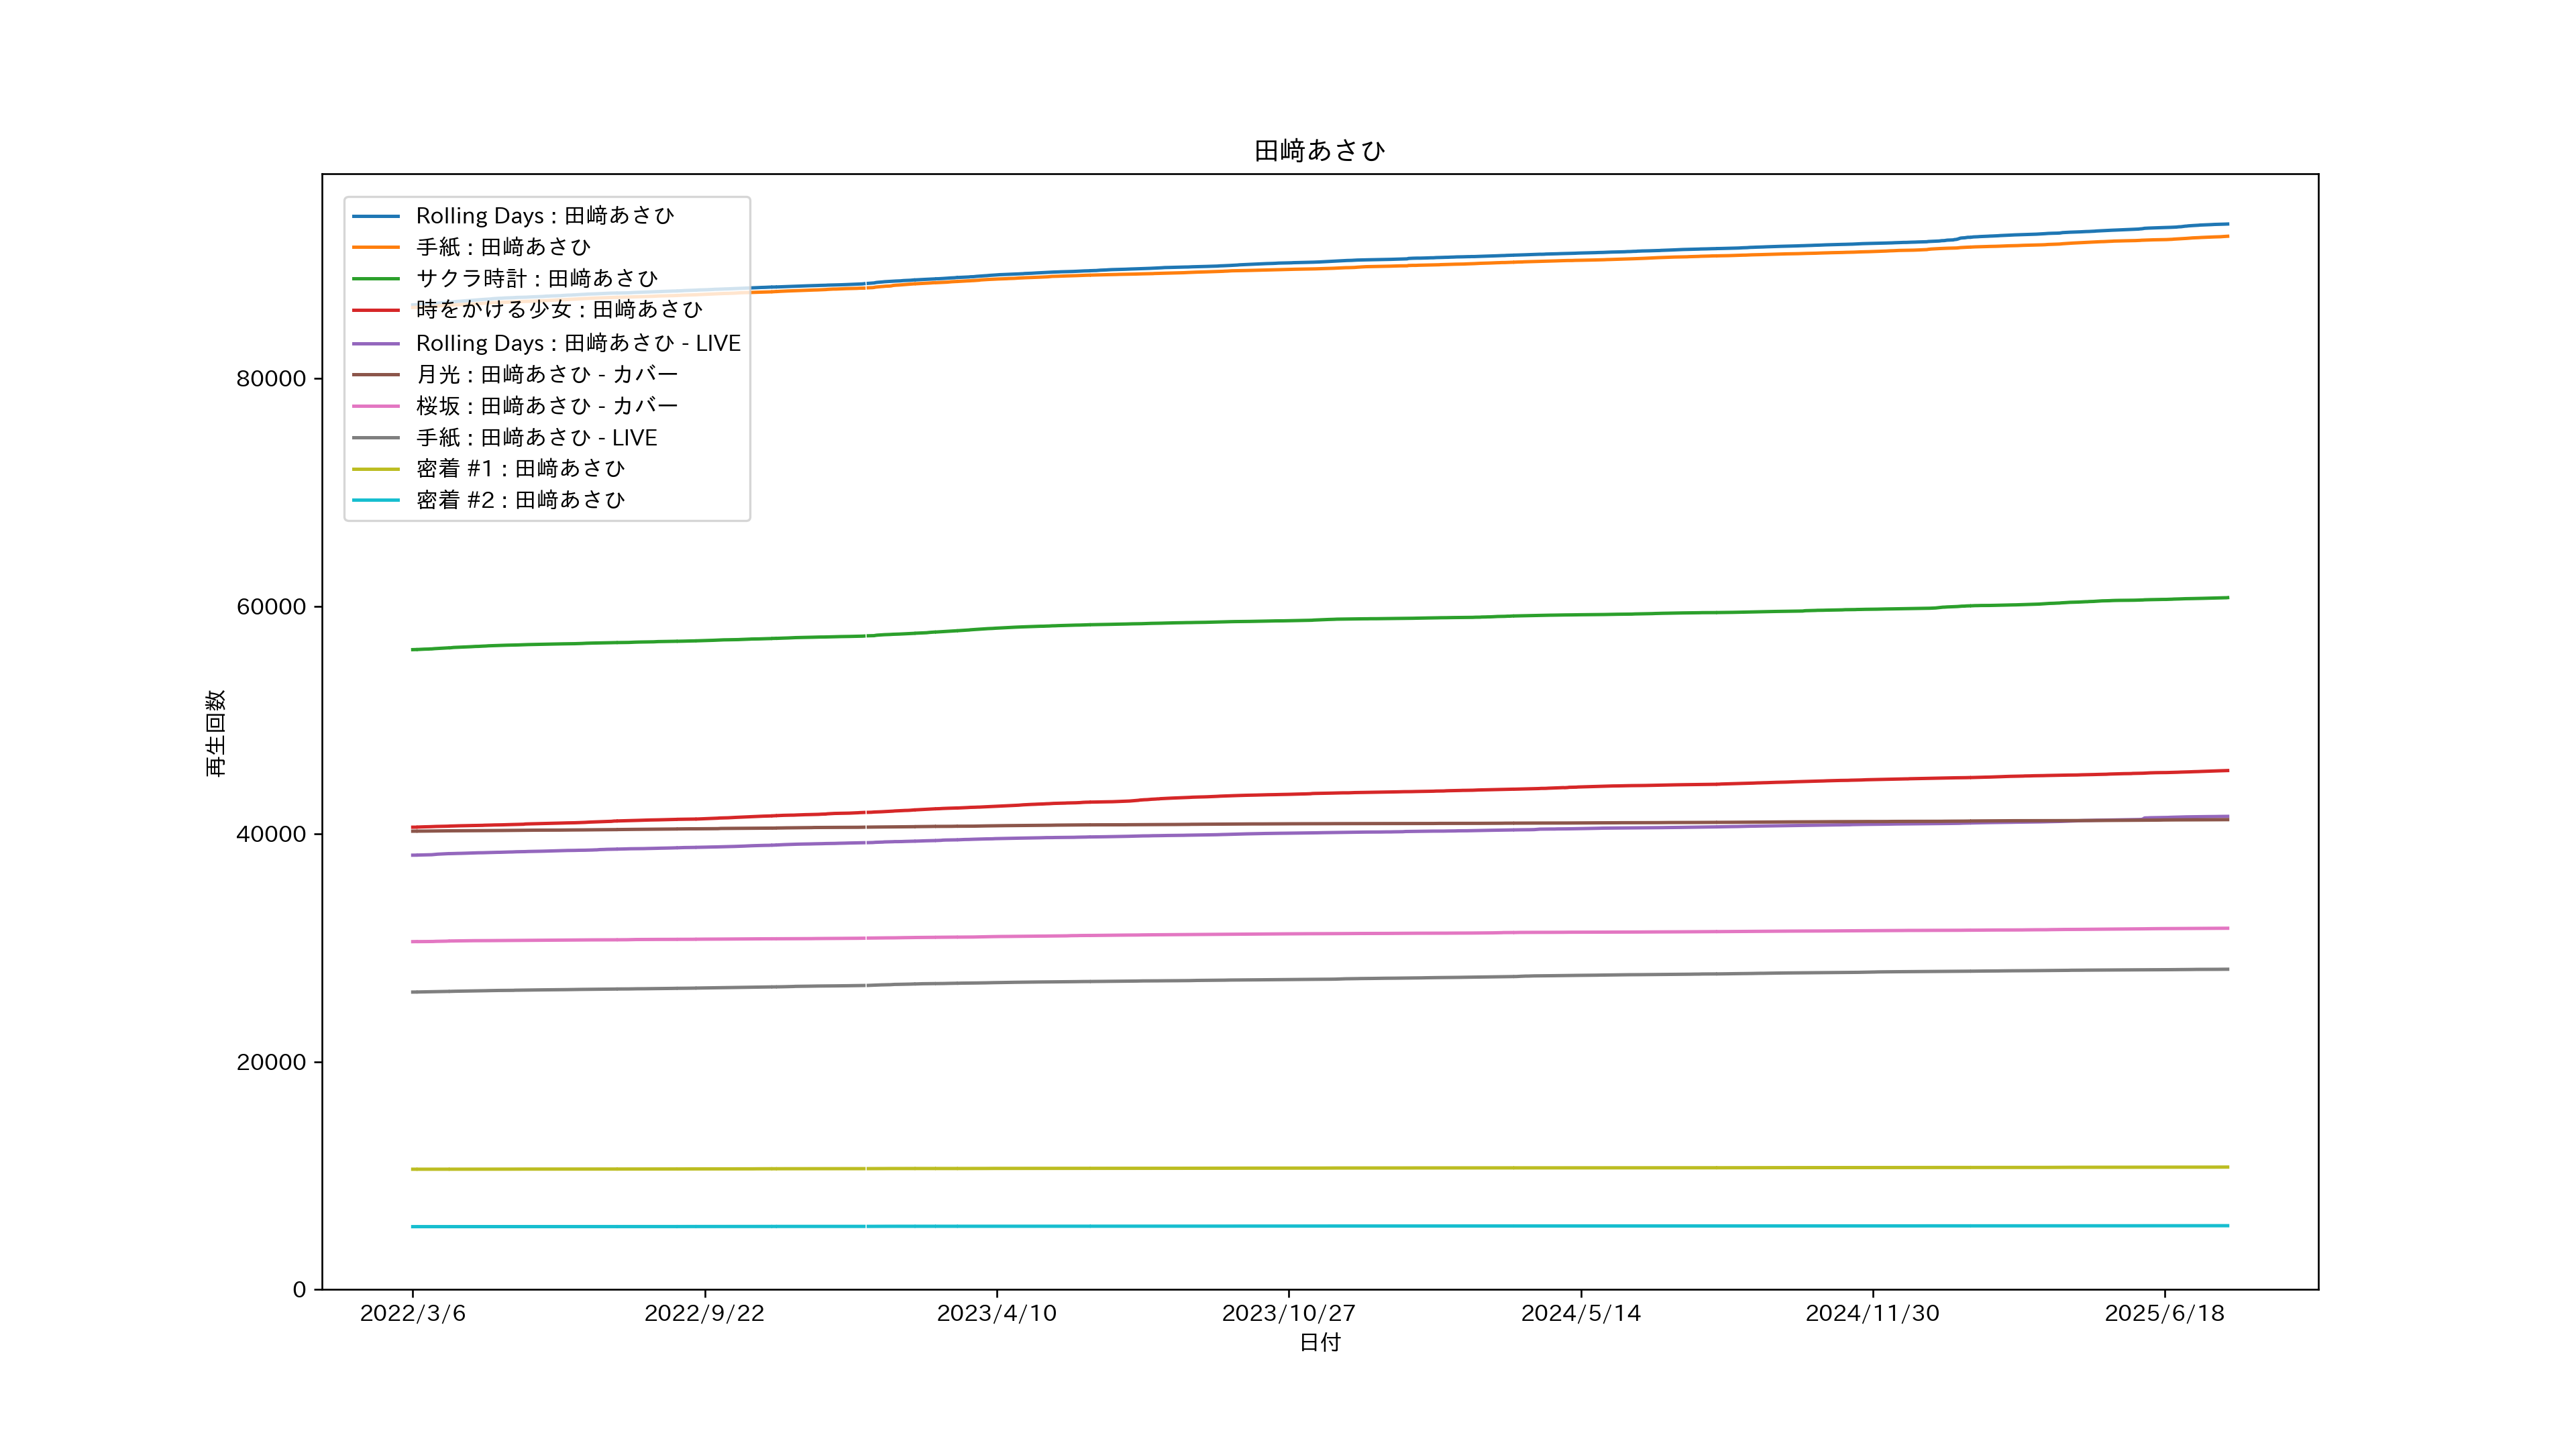 田﨑あさひ
Rolling Days : 田﨑あさひ
手紙 : 田﨑あさひ
サクラ時計 : 田﨑あさひ
時をかける少女 : 田﨑あさひ
Rolling Days : 田﨑あさひ - LIVE
月光 : 田﨑あさひ - カバー
桜坂 : 田﨑あさひ - カバー
手紙 : 田﨑あさひ - LIVE
密着 #1 : 田﨑あさひ
密着 #2 : 田﨑あさひ
再生回数
80000
60000
40000
20000
0
2022/3/6 2022/9/22 2023/4/10 2023/10/27 2024/5/14 2024/11/30 2025/6/18
日付